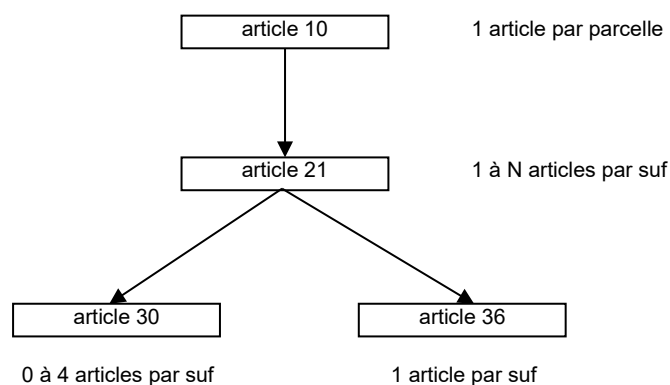 article 10 1 article par parcelle
article 21 1 à N articles par suf
article 30 article 36
0 à 4 articles par suf 1 article par suf